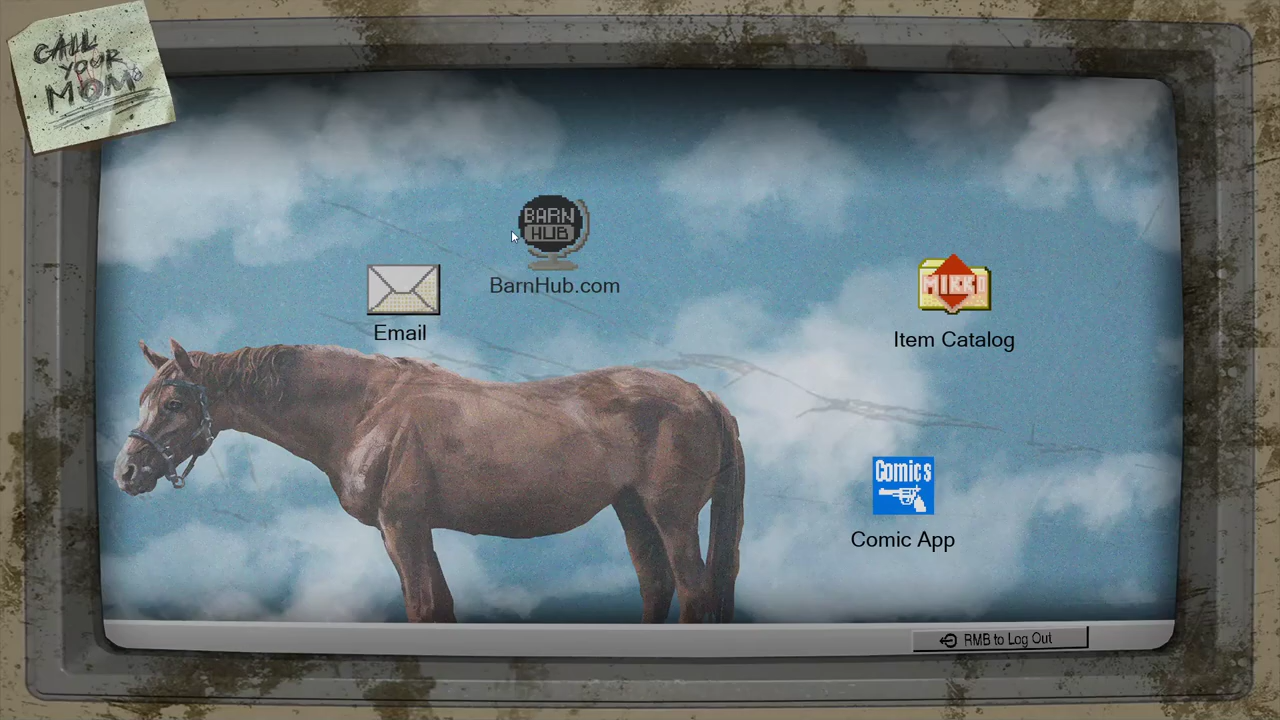 CALL
YOUR
MOM
BARN
HUB
BarnHub.com
Email
MIKKO
Item Catalog
Comics
Comic App
RMB to Log Out